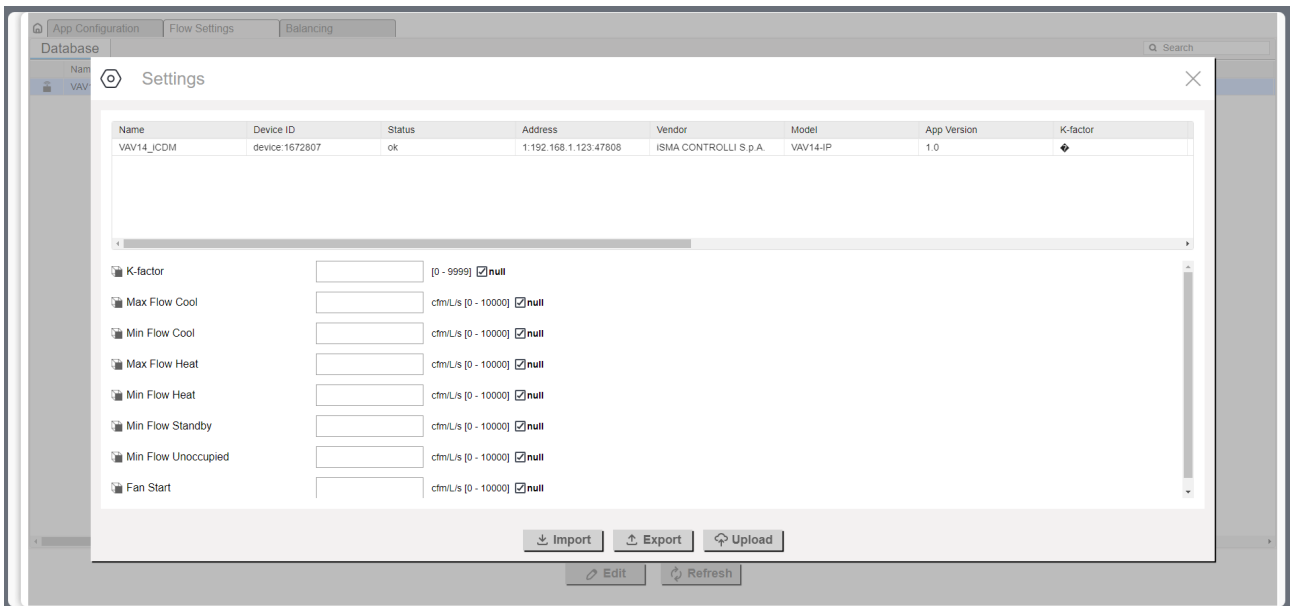 App Configuration Flow Settings Balancing
Database Search
Nam
VAV
Settings
Name Device ID Status Address Vendor Model App Version K-factor
VAV14_iCDM device:1672807 ok 1:192.168.1.123:47808 iSMA CONTROLLI S.p.A. VAV14-IP 1.0 �
K-factor [0 - 9999] null
Max Flow Cool cfm/L/s [0 - 10000] null
Min Flow Cool cfm/L/s [0 - 10000] null
Max Flow Heat cfm/L/s [0 - 10000] null
Min Flow Heat cfm/L/s [0 - 10000] null
Min Flow Standby cfm/L/s [0 - 10000] null
Min Flow Unoccupied cfm/L/s [0 - 10000] null
Fan Start cfm/L/s [0 - 10000] null
Import Export Upload
Edit Refresh